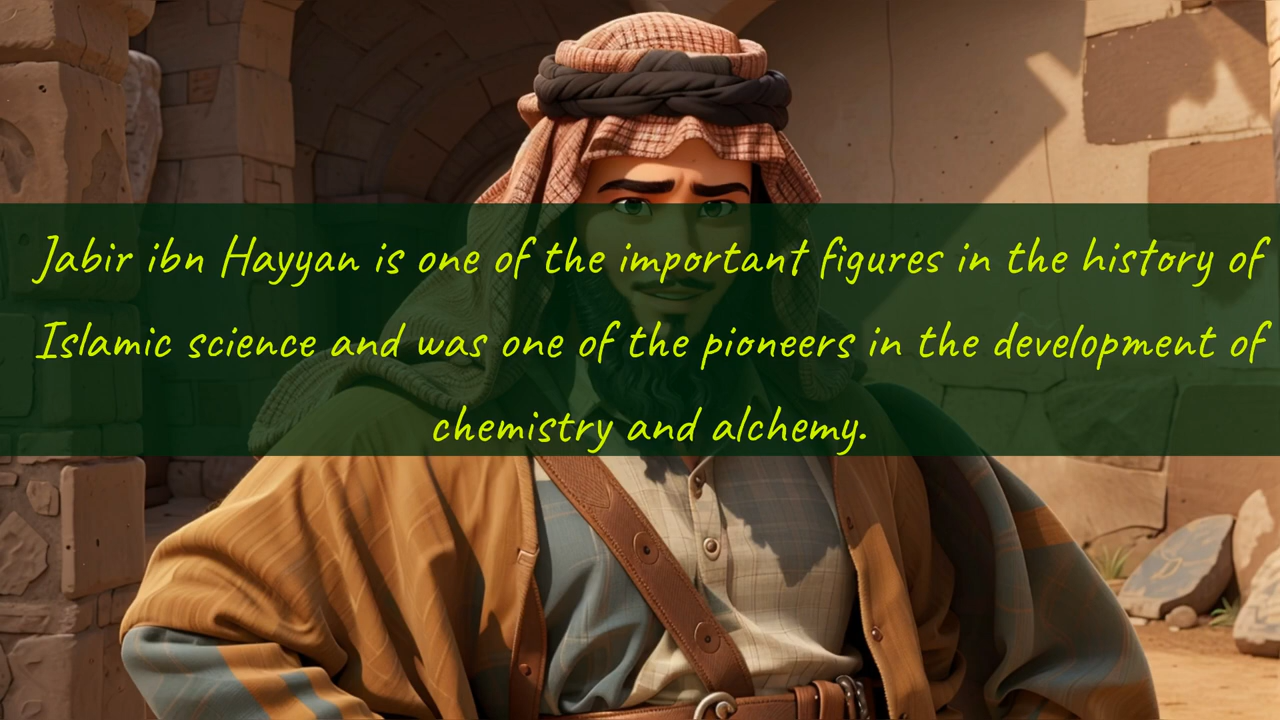 Jabir ibn Hayyan is one of the important figures in the history of
Islamic science and was one of the pioneers in the development of
chemistry and alchemy.